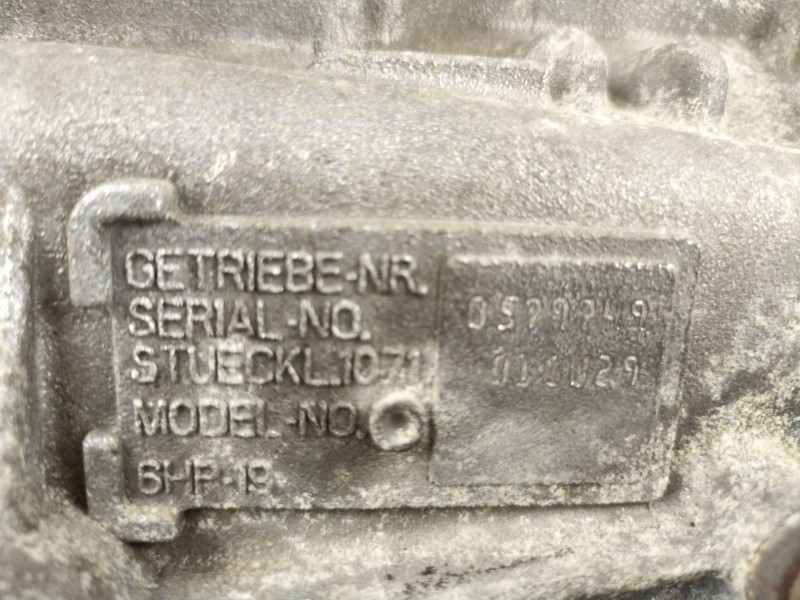 GETRIEBE-NR.
SERIAL-NO.
STUECKL.1071
MODEL-NO.
6HP-19